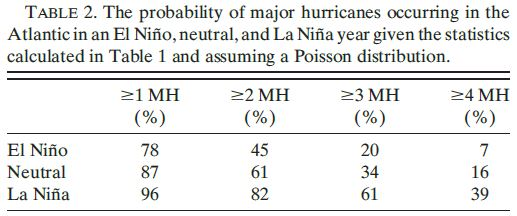 TABLE 2. The probability of major hurricanes occurring in the
Atlantic in an El Niño, neutral, and La Niña year given the statistics
calculated in Table 1 and assuming a Poisson distribution.
≥1 MH ≥2 MH ≥3 MH ≥4 MH
(%) (%) (%) (%)
El Niño 78 45 20 7
Neutral 87 61 34 16
La Niña 96 82 61 39